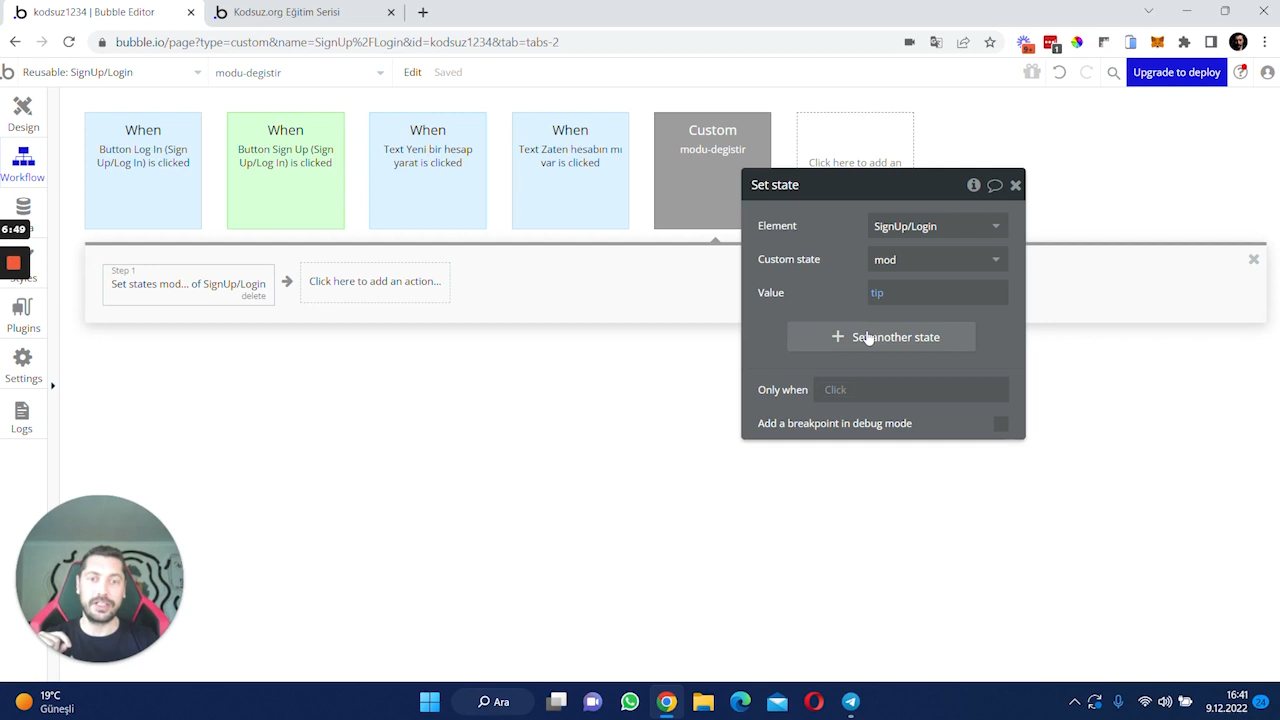 kodsuz1234 | Bubble Editor
Kodsuz.org Eğitim Serisi
bubble.io/page?type=custom&name=SignUp%2FLogin&id=kodsuz1234&tab=tabs-2
9+
1
Reusable: SignUp/Login
modu-degistir
Edit
Saved
Upgrade to deploy
Design
Workflow
6:49
Plugins
Settings
Logs
When
Button Log In (Sign
Up/Log In) is clicked
When
Button Sign Up (Sign
Up/Log In) is clicked
When
Text Yeni bir hesap
yarat is clicked
When
Text Zaten hesabın mı
var is clicked
Custom
modu-degistir
Click here to add an
Step 1
Set states mod... of SignUp/Login
delete
Click here to add an action...
Set state
Element
SignUp/Login
Custom state
mod
Value
tip
Set another state
Only when
Click
Add a breakpoint in debug mode
19°C
Güneşli
Ara
16:41
9.12.2022
24